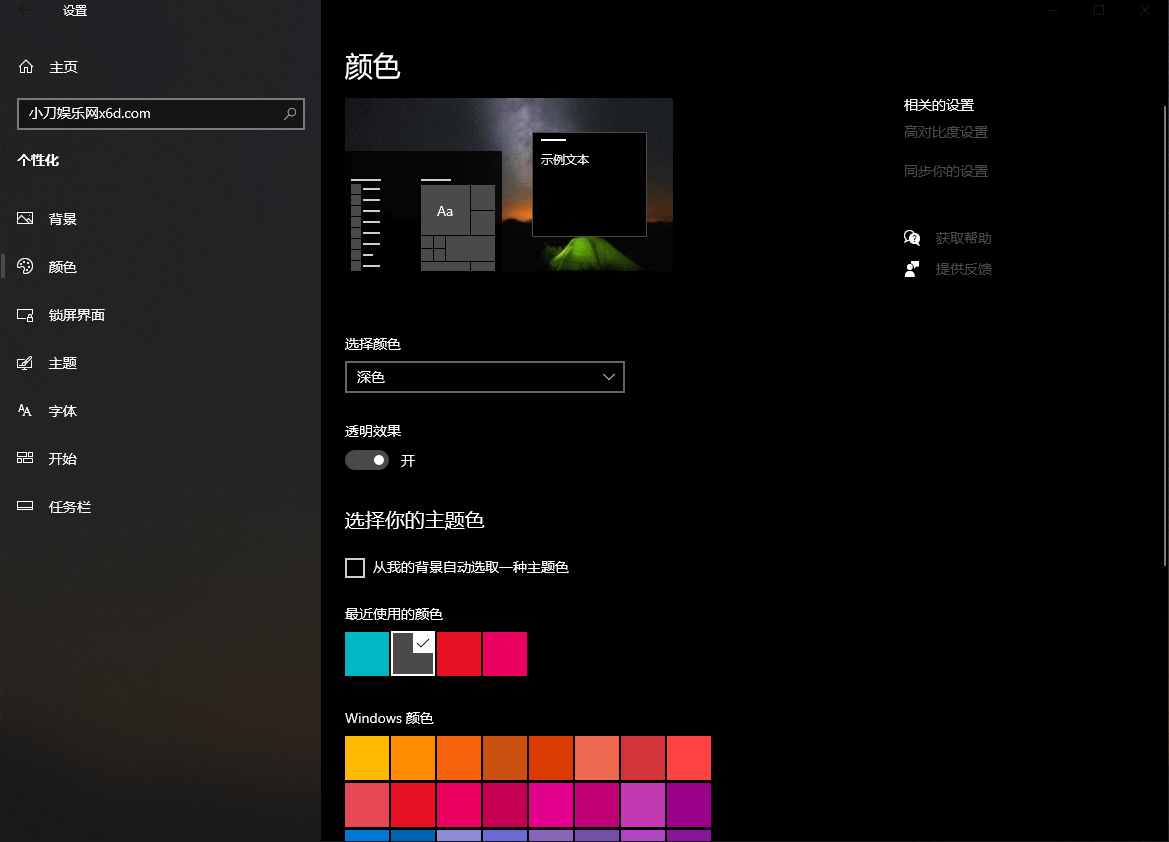 设置
主页
小刀娱乐网x6d.com
个性化
背景
颜色
锁屏界面
主题
字体
开始
任务栏
颜色
示例文本
Aa
选择颜色
深色
透明效果
开
选择你的主题色
从我的背景自动选取一种主题色
最近使用的颜色
Windows 颜色
相关的设置
高对比度设置
同步你的设置
获取帮助
提供反馈